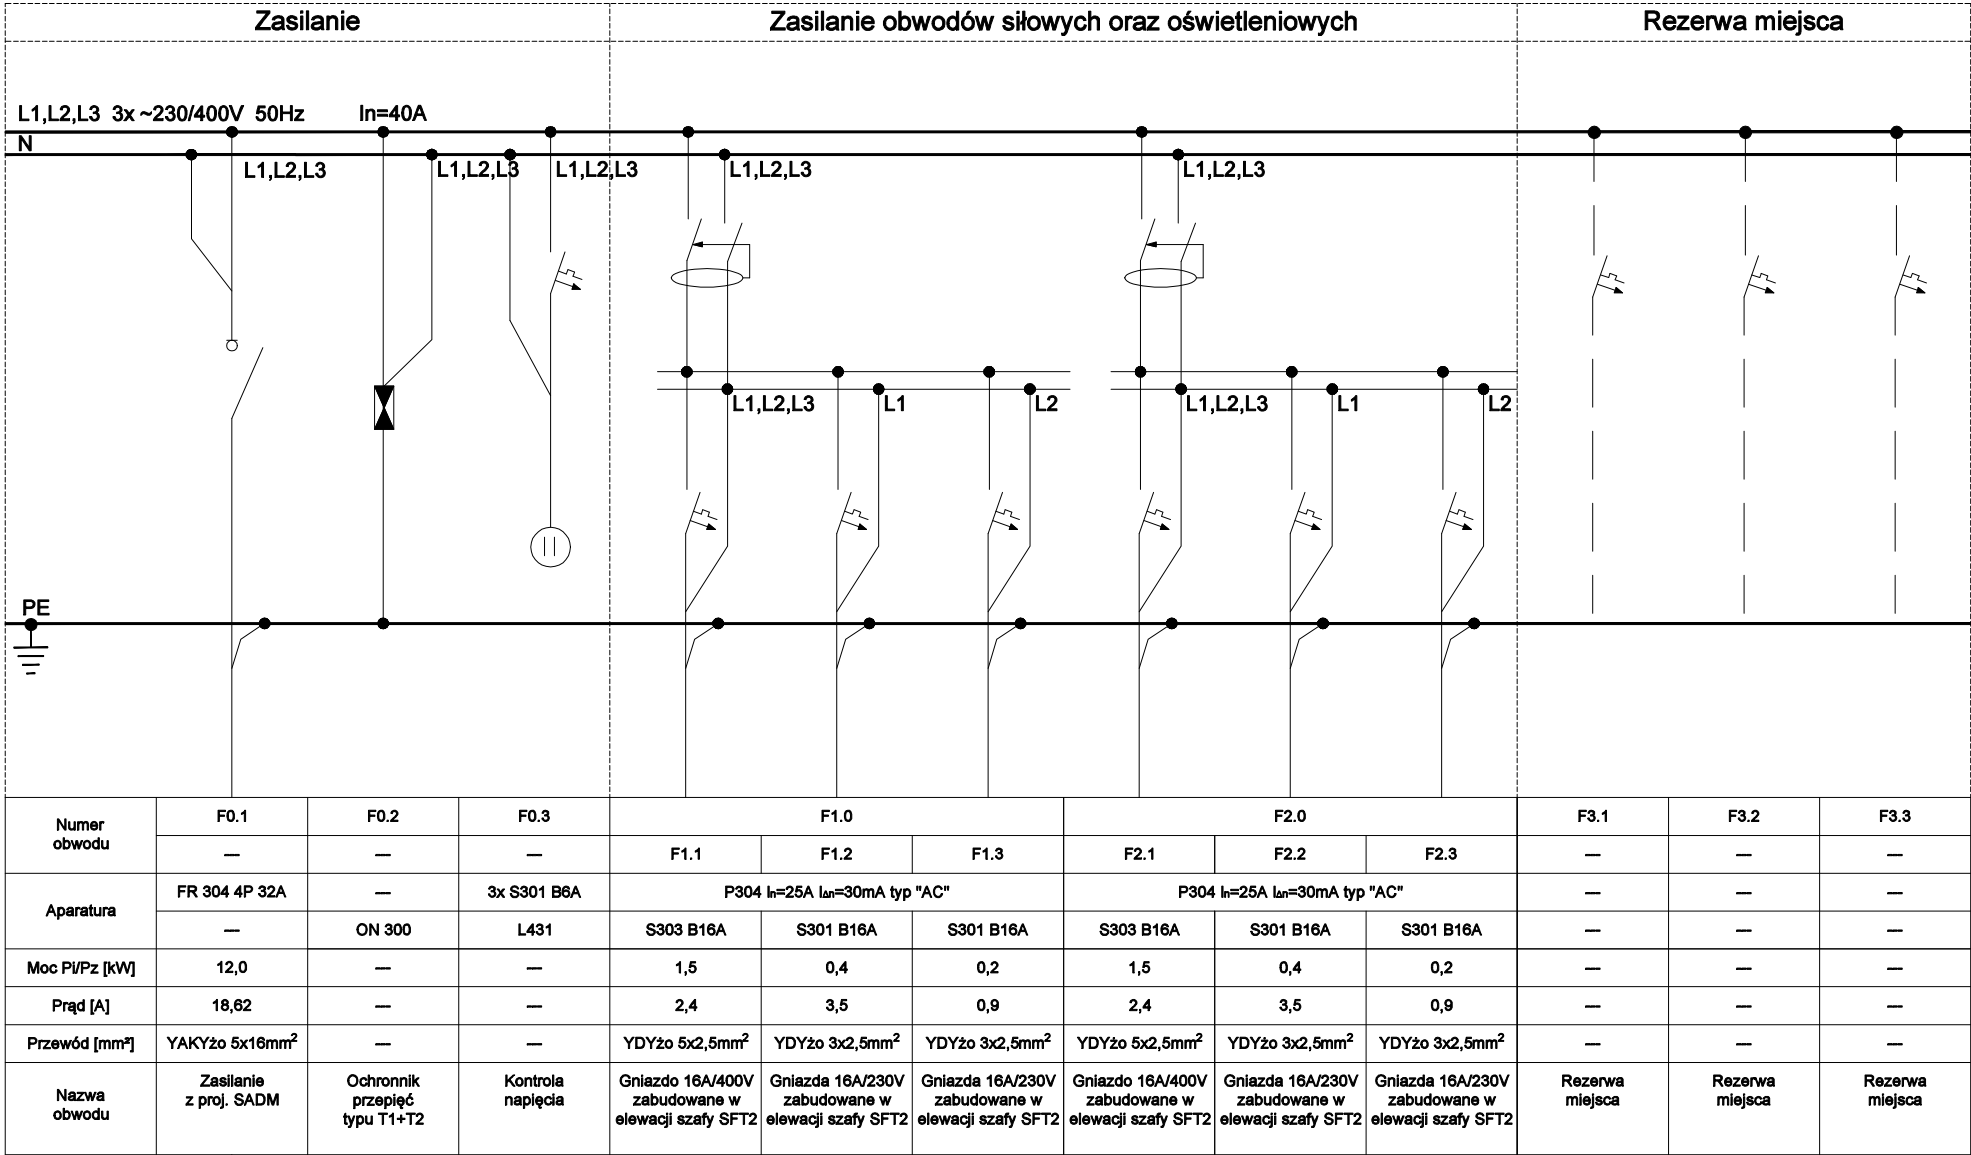 Zasilanie
Zasilanie obwodów siłowych oraz oświetleniowych
Rezerwa miejsca
L1,L2,L3 3x ~230/400V 50Hz
In=40A
N
L1,L2,L3
L1,L2,L3
L1,L2,L3
L1,L2,L3
L1,L2,L3
L1,L2,L3
L1
L2
L1,L2,L3
L1
L2
PE
Numer
obwodu
F0.1
F0.2
F0.3
F1.0
F2.0
F3.1
F3.2
F3.3
—
—
—
F1.1
F1.2
F1.3
F2.1
F2.2
F2.3
—
—
—
Aparatura
FR 304 4P 32A
—
3x S301 B6A
P304 In=25A IΔn=30mA typ "AC"
P304 In=25A IΔn=30mA typ "AC"
—
—
—
—
ON 300
L431
S303 B16A
S301 B16A
S301 B16A
S303 B16A
S301 B16A
S301 B16A
—
—
—
Moc Pi/Pz [kW]
12,0
—
—
1,5
0,4
0,2
1,5
0,4
0,2
—
—
—
Prąd [A]
18,62
—
—
2,4
3,5
0,9
2,4
3,5
0,9
—
—
—
Przewód [mm²]
YAKYżo 5x16mm²
—
—
YDYżo 5x2,5mm²
YDYżo 3x2,5mm²
YDYżo 3x2,5mm²
YDYżo 5x2,5mm²
YDYżo 3x2,5mm²
YDYżo 3x2,5mm²
—
—
—
Nazwa
obwodu
Zasilanie
z proj. SADM
Ochronnik
przepięć
typu T1+T2
Kontrola
napięcia
Gniazdo 16A/400V
zabudowane w
elewacji szafy SFT2
Gniazda 16A/230V
zabudowane w
elewacji szafy SFT2
Gniazda 16A/230V
zabudowane w
elewacji szafy SFT2
Gniazdo 16A/400V
zabudowane w
elewacji szafy SFT2
Gniazda 16A/230V
zabudowane w
elewacji szafy SFT2
Gniazda 16A/230V
zabudowane w
elewacji szafy SFT2
Rezerwa
miejsca
Rezerwa
miejsca
Rezerwa
miejsca